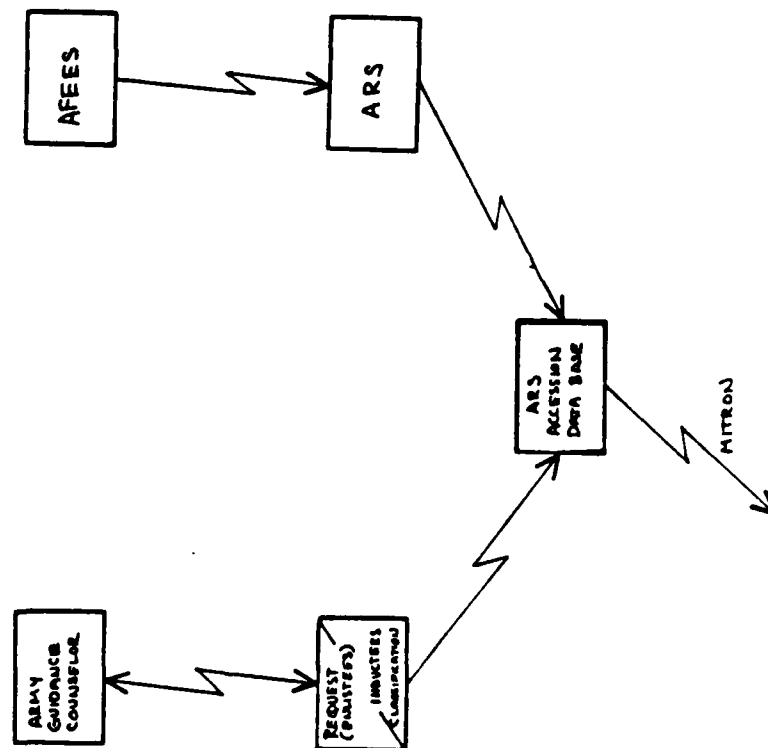 ARMY
GUIDANCE
COUNSELOR
REQUEST
(ENLISTEES)
INDUCTEES
CLASSIFICATION
AFEES
ARS
ARS
ACCESSION
DATA BASE
MITRON